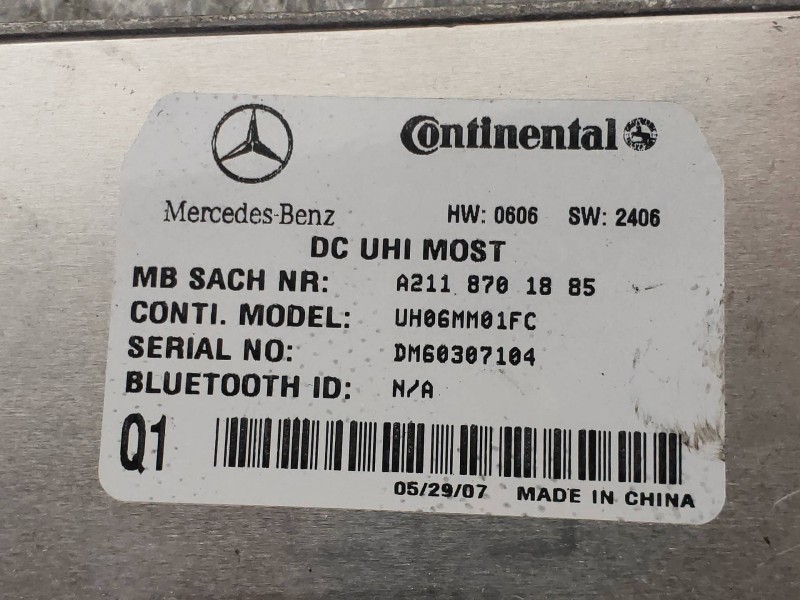 Continental
Mercedes-Benz
HW: 0606 SW: 2406
DC UHI MOST
MB SACH NR: A211 870 18 85
CONTI. MODEL: UH06MM01FC
SERIAL NO: DM60307104
BLUETOOTH ID: N/A
Q1
05/29/07 MADE IN CHINA